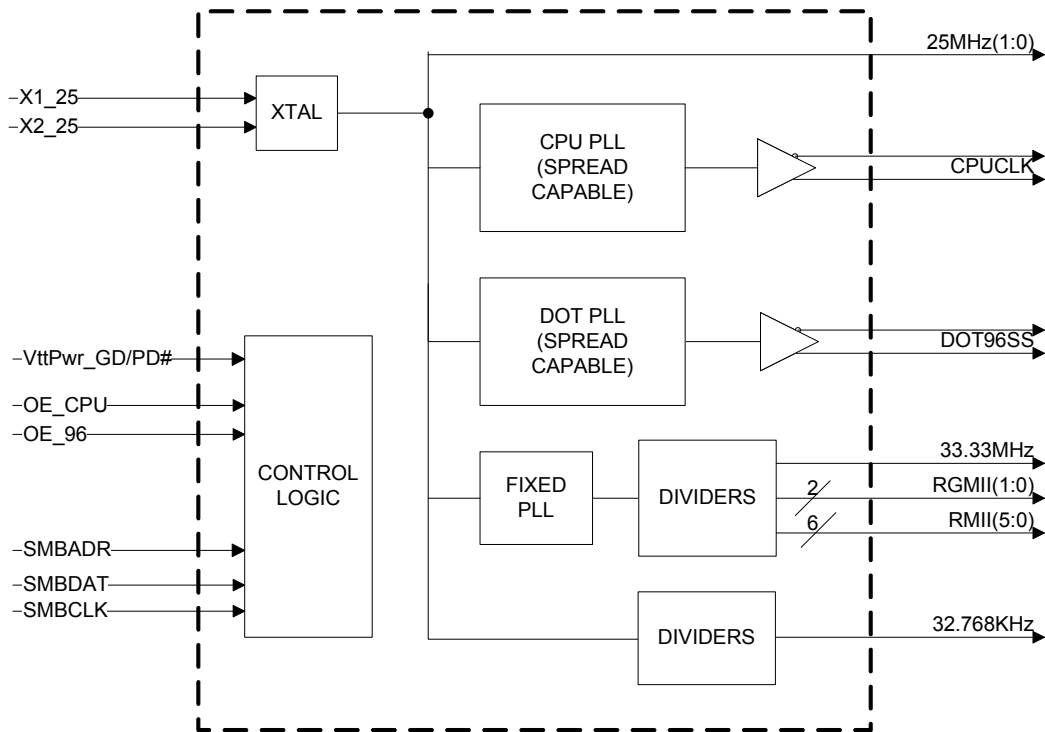 25MHz(1:0)
X1_25
X2_25
XTAL
CPU PLL
(SPREAD
CAPABLE)
CPUCLK
DOT PLL
(SPREAD
CAPABLE)
DOT96SS
VttPwr_GD/PD#
OE_CPU
OE_96
SMBADR
SMBDAT
SMBCLK
CONTROL
LOGIC
FIXED
PLL
DIVIDERS
33.33MHz
2
RGMII(1:0)
6
RMII(5:0)
DIVIDERS
32.768KHz